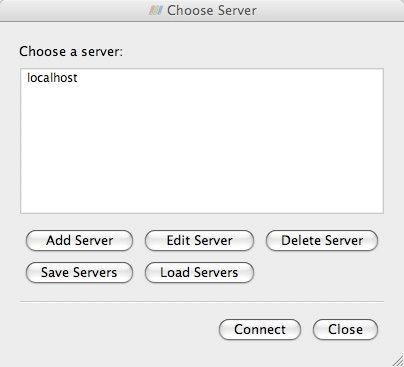 Choose Server
Choose a server:
localhost
Add Server Edit Server Delete Server
Save Servers Load Servers
Connect Close